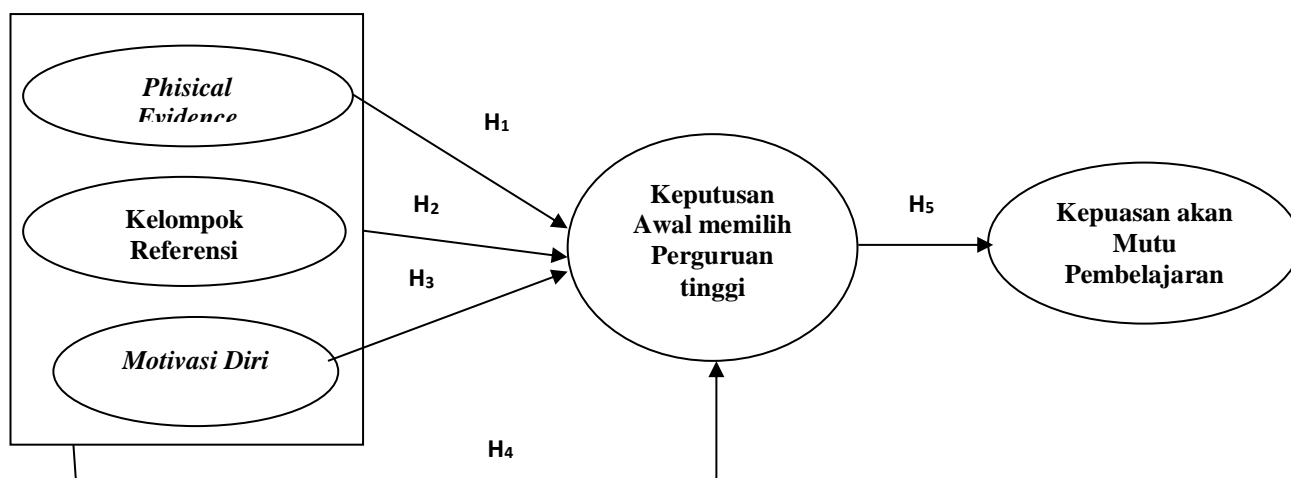 Phisical
Evidence
H1
Kelompok
Referensi
H2
H3
Motivasi Diri
H4
Keputusan
Awal memilih
Perguruan
tinggi
H5
Kepuasan akan
Mutu
Pembelajaran